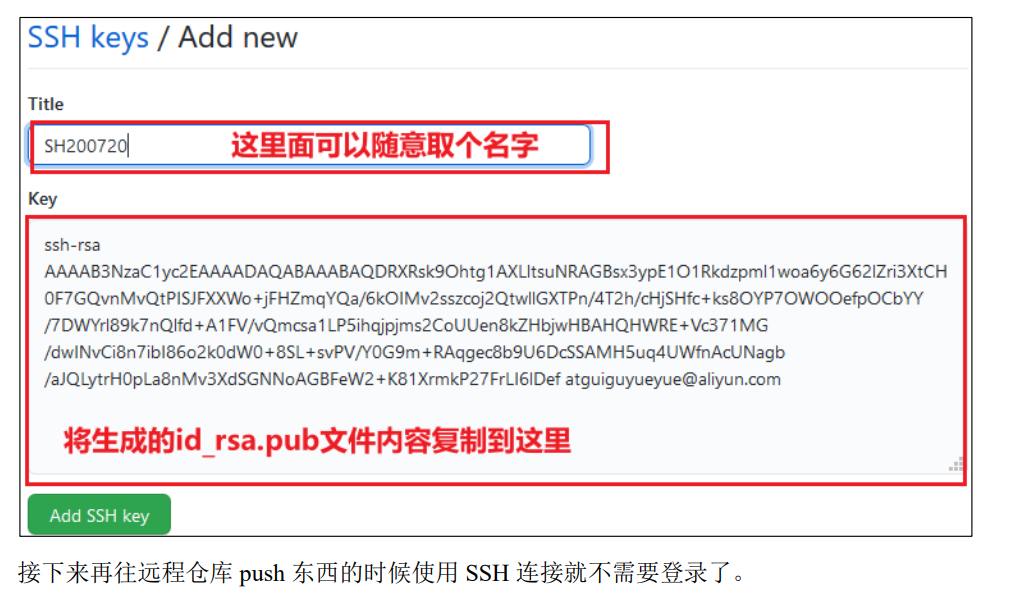 SSH keys / Add new
Title
SH200720
这里面可以随意取个名字
Key
ssh-rsa
AAAAB3NzaC1yc2EAAAADAQABAAABAQDRXRsk9Ohtg1AXLltsuNRAGBsx3ypE1O1Rkdzpml1woa6y6G62lZri3XtCH
0F7GQvnMvQtPISJFXXWo+jFHZmqYQa/6kOIMv2sszcoj2QtwllGXTPn/4T2h/cHjSHfc+ks8OYP7OWOOefpOCbYY
/7DWYrl89k7nQlfd+A1FV/vQmcsa1LP5ihqjpjms2CoUUen8kZHbjwHBAHQHWRE+Vc371MG
/dwINvCi8n7ibI86o2k0dW0+8SL+svPV/Y0G9m+RAqgec8b9U6DcSSAMH5uq4UWfnAcUNagb
/aJQLytrH0pLa8nMv3XdSGNNoAGBFeW2+K81XrmkP27FrLI6IDef atguiguyueyue@aliyun.com
将生成的id_rsa.pub文件内容复制到这里
Add SSH key
接下来再往远程仓库 push 东西的时候使用 SSH 连接就不需要登录了。